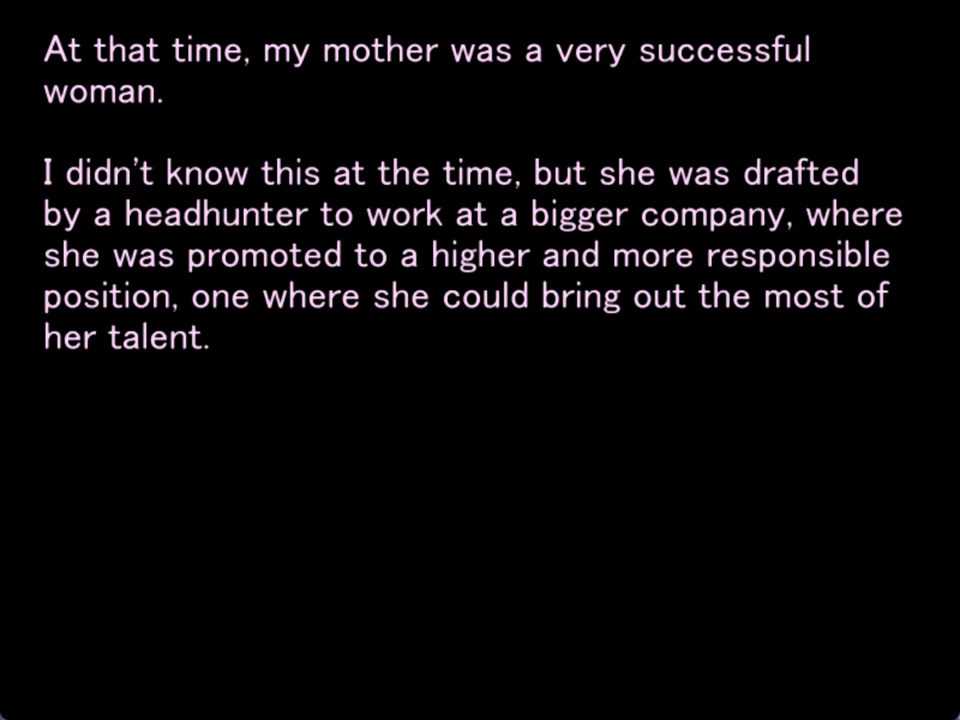 At that time, my mother was a very successful
woman.
I didn't know this at the time, but she was drafted
by a headhunter to work at a bigger company, where
she was promoted to a higher and more responsible
position, one where she could bring out the most of
her talent.